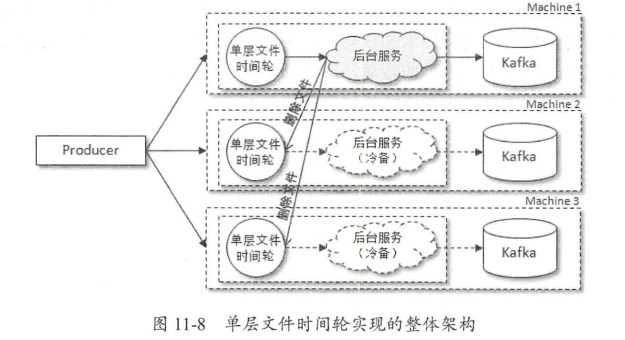 Machine 1
单层文件
时间轮
后台服务
Kafka
删除文件
Machine 2
Producer
单层文件
时间轮
后台服务
(冷备)
Kafka
删除文件
Machine 3
单层文件
时间轮
后台服务
(冷备)
Kafka
图 11-8 单层文件时间轮实现的整体架构